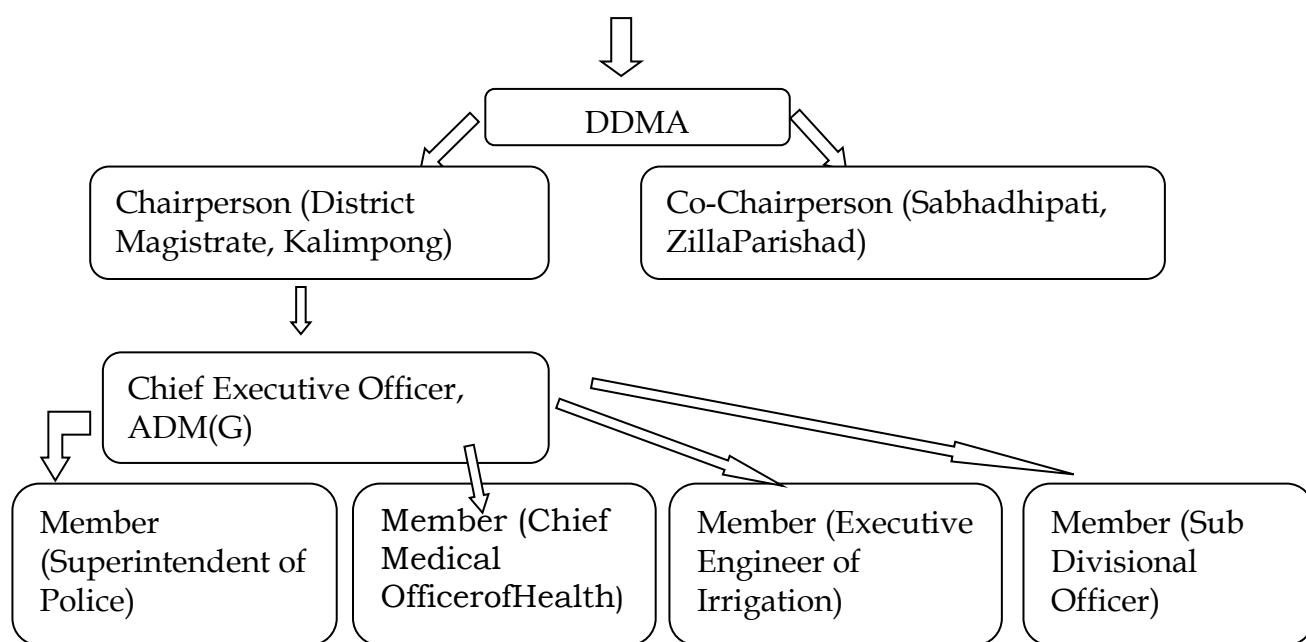 DDMA
Chairperson (District
Magistrate, Kalimpong)
Co-Chairperson (Sabhadhipati,
ZillaParishad)
Chief Executive Officer,
ADM(G)
Member
(Superintendent of
Police)
Member (Chief
Medical
OfficerofHealth)
Member (Executive
Engineer of
Irrigation)
Member (Sub
Divisional
Officer)